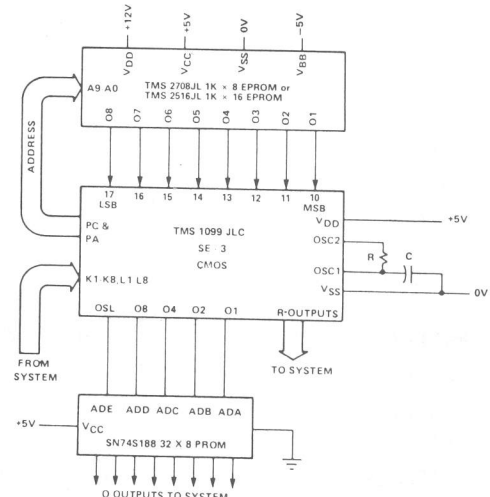 +12V +5V 0V −5V
VDD VCC VSS VBB
A9 A0
TMS 2708JL 1K × 8 EPROM or
TMS 2516JL 1K × 16 EPROM
O8 O7 O6 O5 O4 O3 O2 O1
ADDRESS
17 16 15 14 13 12 11 10
LSB MSB
PC &
PA
TMS 1099 JLC
SE - 3
CMOS
VDD
+5V
OSC2
R
C
OSC1
VSS
0V
K1-K8,L1 L8
OSL O8 O4 O2 O1 R-OUTPUTS
FROM
SYSTEM
TO SYSTEM
ADE ADD ADC ADB ADA
+5V
VCC
SN74S188 32 X 8 PROM
O OUTPUTS TO SYSTEM